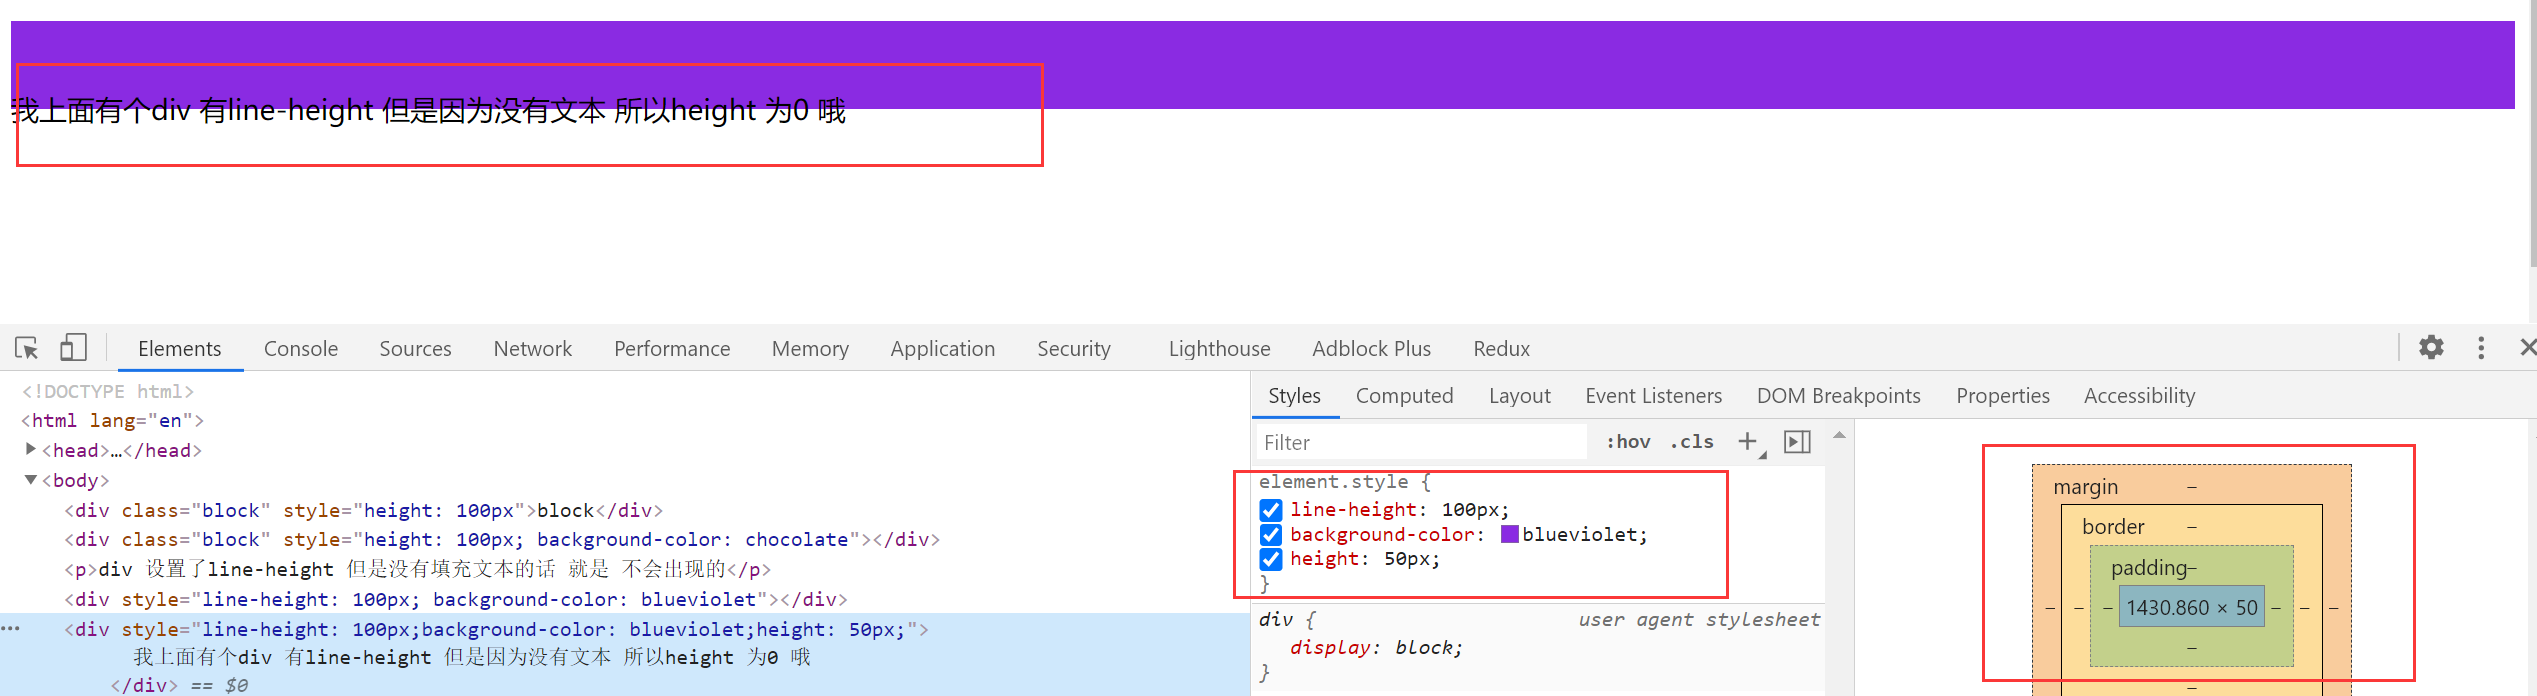 我上面有个div 有line-height 但是因为没有文本 所以height 为0 哦
Elements Console Sources Network Performance Memory Application Security Lighthouse Adblock Plus Redux
<!DOCTYPE html>
<html lang="en">
<head>…</head>
<body>
<div class="block" style="height: 100px">block</div>
<div class="block" style="height: 100px; background-color: chocolate"></div>
<p>div 设置了line-height 但是没有填充文本的话 就是 不会出现的</p>
<div style="line-height: 100px; background-color: blueviolet"></div>
<div style="line-height: 100px;background-color: blueviolet;height: 50px;">
我上面有个div 有line-height 但是因为没有文本 所以height 为0 哦
</div> == $0
Styles Computed Layout Event Listeners DOM Breakpoints Properties Accessibility
Filter :hov .cls +
element.style {
line-height: 100px;
background-color: blueviolet;
height: 50px;
}
div { user agent stylesheet
display: block;
}
margin –
border –
padding –
– – – 1430.860 × 50 – – –
–
–